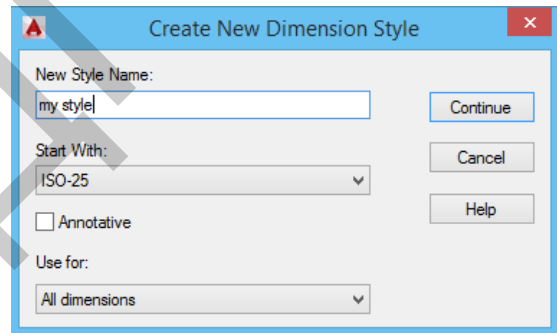 Create New Dimension Style
New Style Name:
my style
Continue
Start With:
Cancel
ISO-25
Help
Annotative
Use for:
All dimensions